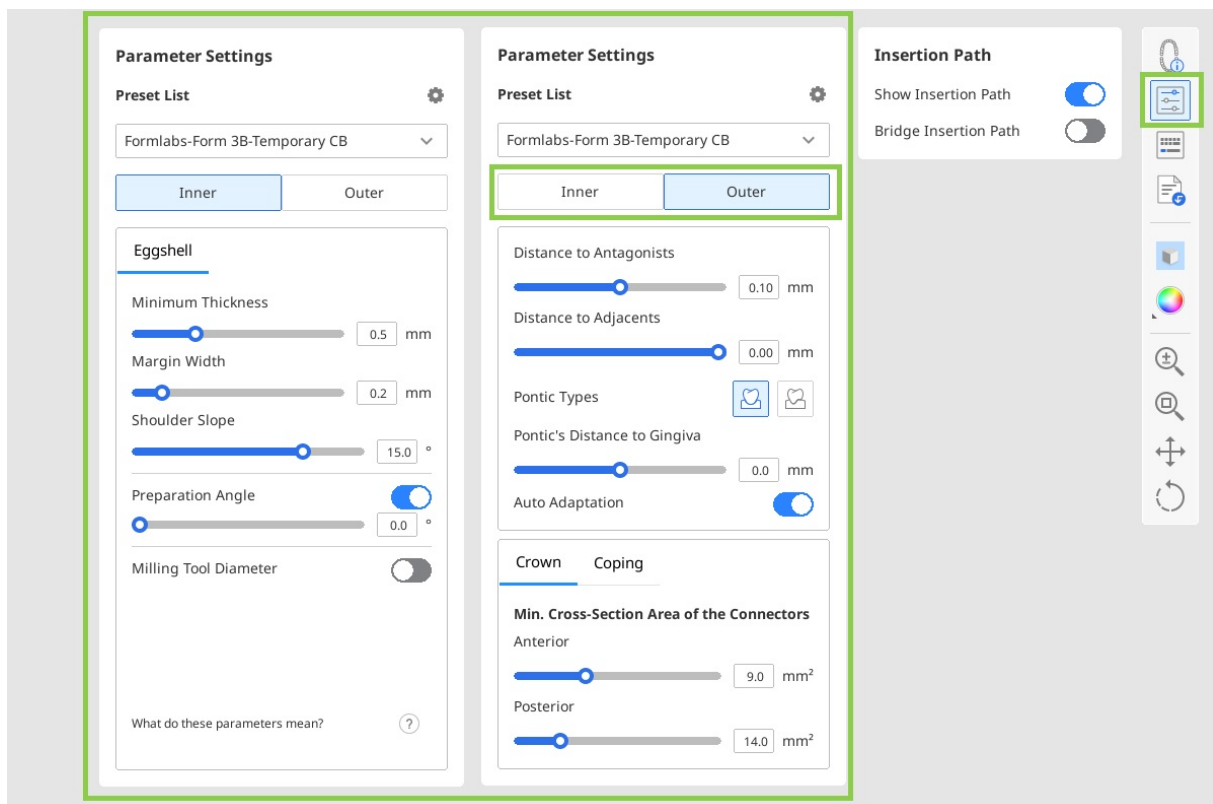 Parameter Settings
Preset List
Formlabs-Form 3B-Temporary CB
Inner Outer
Eggshell
Minimum Thickness
0.5 mm
Margin Width
0.2 mm
Shoulder Slope
15.0 °
Preparation Angle
0.0 °
Milling Tool Diameter
What do these parameters mean? ?
Parameter Settings
Preset List
Formlabs-Form 3B-Temporary CB
Inner Outer
Distance to Antagonists
0.10 mm
Distance to Adjacents
0.00 mm
Pontic Types
Pontic's Distance to Gingiva
0.0 mm
Auto Adaptation
Crown Coping
Min. Cross-Section Area of the Connectors
Anterior
9.0 mm²
Posterior
14.0 mm²
Insertion Path
Show Insertion Path
Bridge Insertion Path